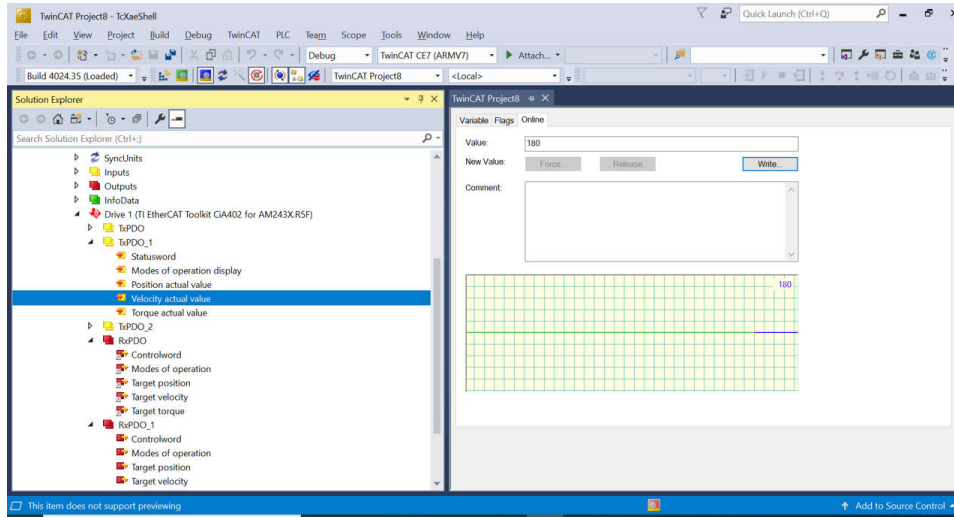 TwinCAT Project8 - TcXaeShell
Quick Launch (Ctrl+Q)
File Edit View Project Build Debug TwinCAT PLC Team Scope Tools Window Help
Debug TwinCAT CE7 (ARMV7) Attach...
Build 4024.35 (Loaded) TwinCAT Project8 <Local>
Solution Explorer
Search Solution Explorer (Ctrl+;)
SyncUnits
Inputs
Outputs
InfoData
Drive 1 (TI EtherCAT Toolkit CiA402 for AM243X.R5F)
TxPDO
TxPDO_1
Statusword
Modes of operation display
Position actual value
Velocity actual value
Torque actual value
TxPDO_2
RxPDO
Controlword
Modes of operation
Target position
Target velocity
Target torque
RxPDO_1
Controlword
Modes of operation
Target position
Target velocity
TwinCAT Project8
Variable Flags Online
Value: 180
New Value: Force... Release Write...
Comment:
180
This item does not support previewing
Add to Source Control